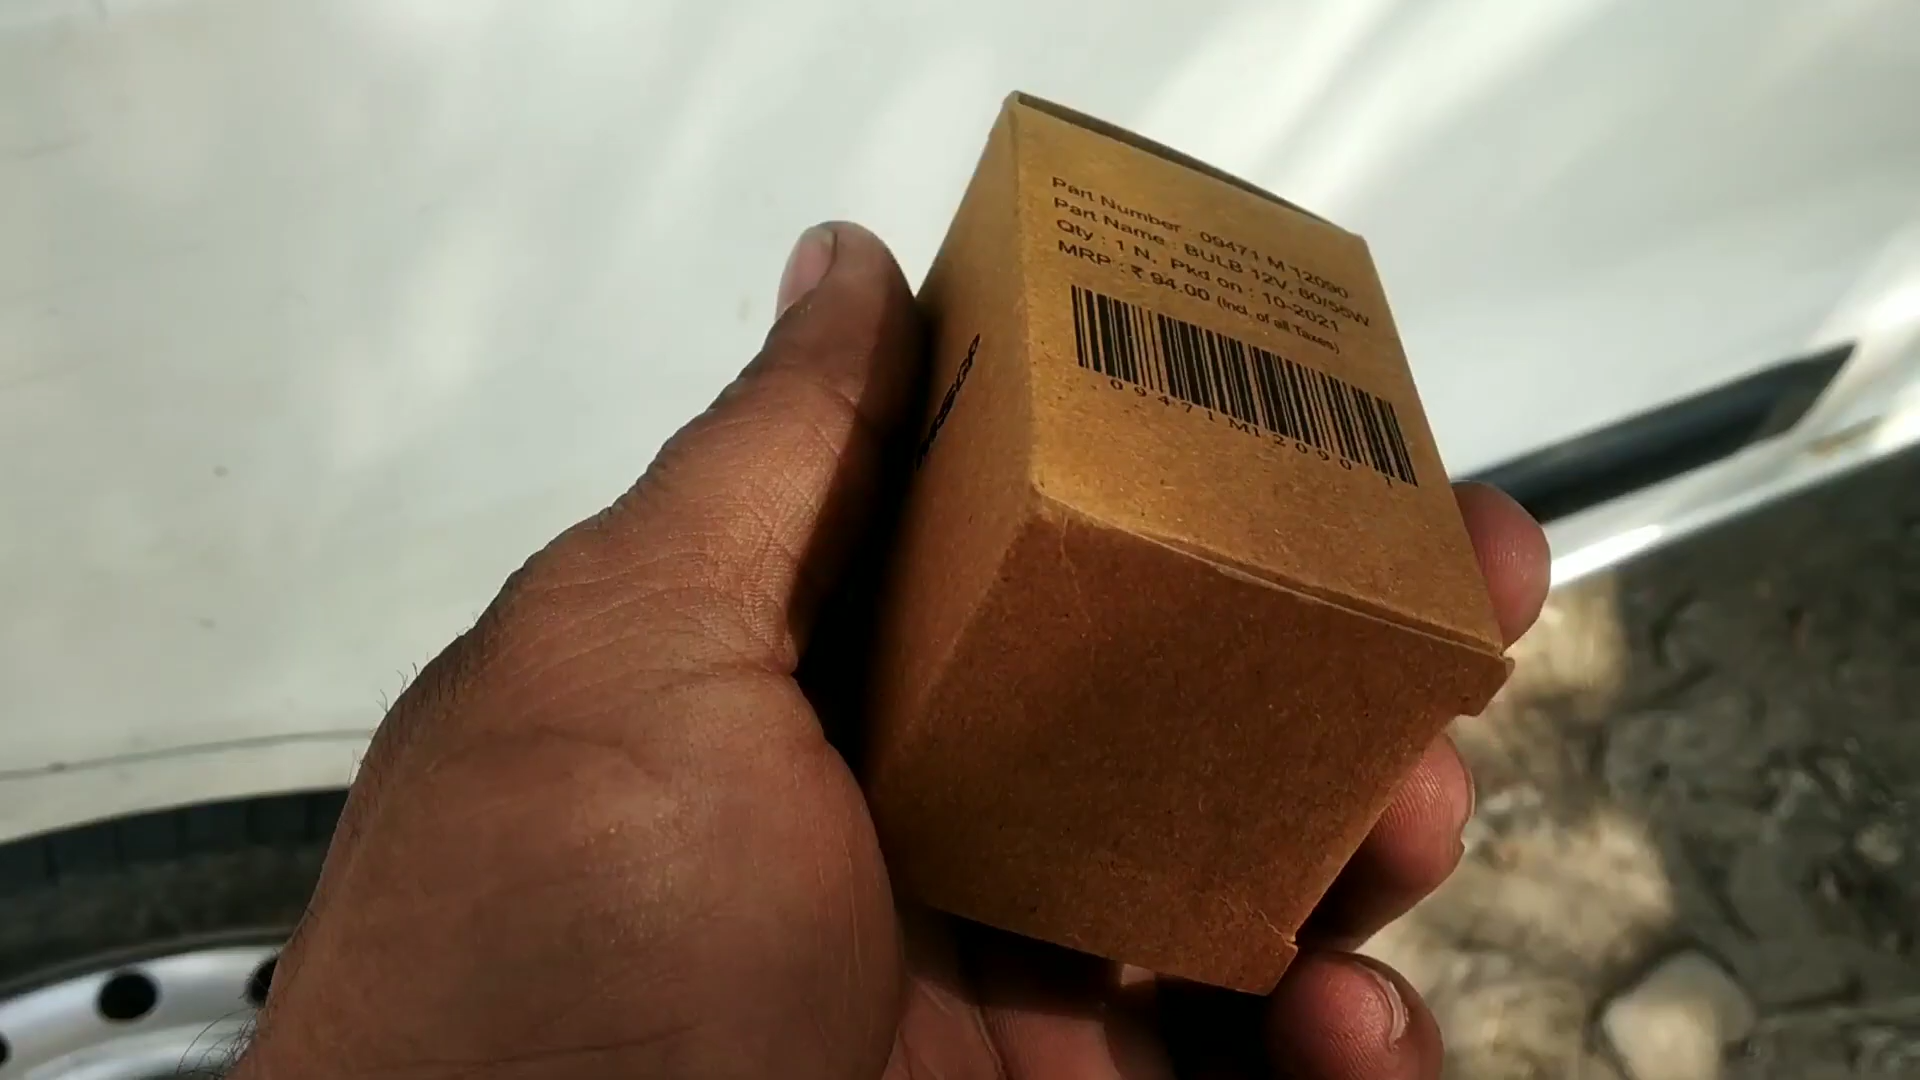 Part Number : 09471 M 12090
Part Name : BULB 12V, 60/55W
Qty : 1 N. Pkd on : 10-2021
MRP : ₹ 94.00 (Incl. of all Taxes)
09471M12090 1